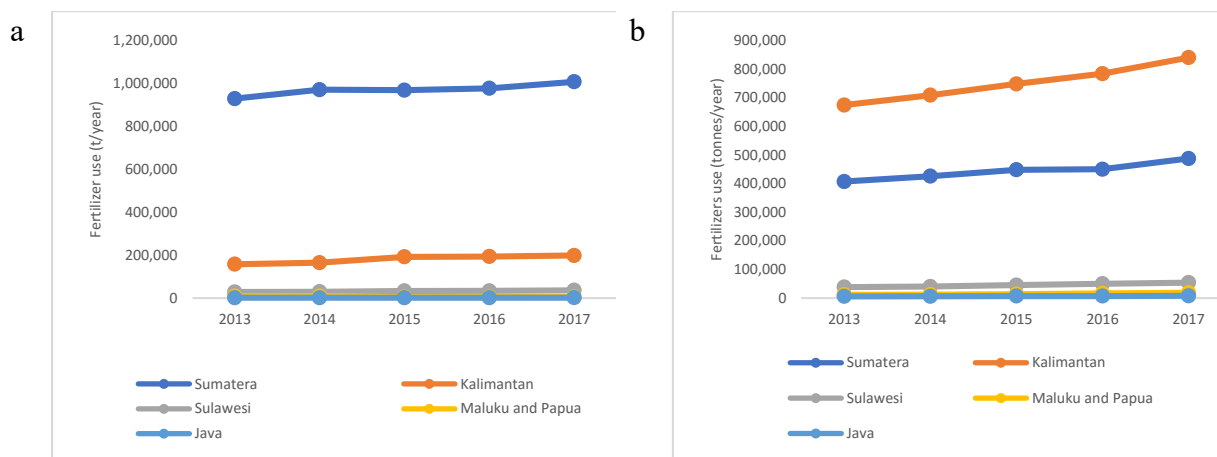 a
Fertilizer use (t/year)
1,200,000
1,000,000
800,000
600,000
400,000
200,000
0
2013 2014 2015 2016 2017
Sumatera Kalimantan
Sulawesi Maluku and Papua
Java
b
Fertilizers use (tonnes/year)
900,000
800,000
700,000
600,000
500,000
400,000
300,000
200,000
100,000
0
2013 2014 2015 2016 2017
Sumatera Kalimantan
Sulawesi Maluku and Papua
Java